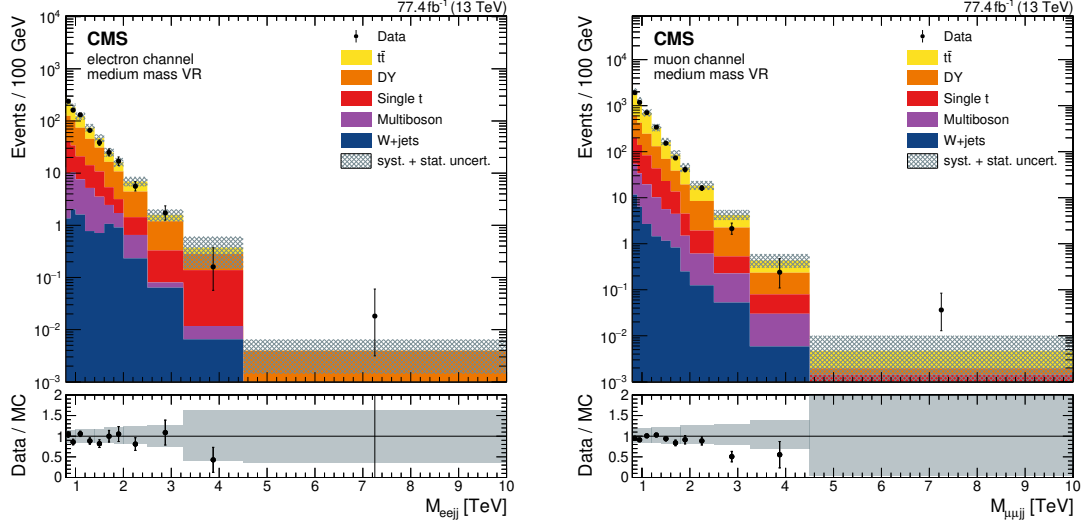 77.4 fb⁻¹ (13 TeV)
CMS
electron channel
medium mass VR
Data
tt̄
DY
Single t
Multiboson
W+jets
syst. + stat. uncert.
Events / 100 GeV
10⁴
10³
10²
10
1
10⁻¹
10⁻²
10⁻³
Data / MC
2
1.5
1
0.5
0
1 2 3 4 5 6 7 8 9 10
M_eejj [TeV]
77.4 fb⁻¹ (13 TeV)
CMS
muon channel
medium mass VR
Data
tt̄
DY
Single t
Multiboson
W+jets
syst. + stat. uncert.
Events / 100 GeV
10⁴
10³
10²
10
1
10⁻¹
10⁻²
10⁻³
Data / MC
2
1.5
1
0.5
0
1 2 3 4 5 6 7 8 9 10
M_μμjj [TeV]